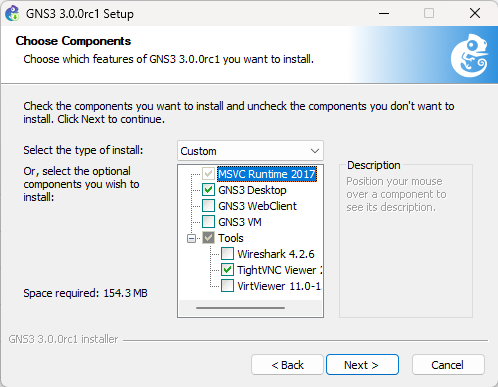 GNS3 3.0.0rc1 Setup
Choose Components
Choose which features of GNS3 3.0.0rc1 you want to install.
Check the components you want to install and uncheck the components you don't want to
install. Click Next to continue.
Select the type of install:
Custom
Or, select the optional
components you wish to
install:
MSVC Runtime 2017
GNS3 Desktop
GNS3 WebClient
GNS3 VM
Tools
Wireshark 4.2.6
TightVNC Viewer 2
VirtViewer 11.0-1
Description
Position your mouse
over a component to
see its description.
Space required: 154.3 MB
GNS3 3.0.0rc1 installer
< Back
Next >
Cancel